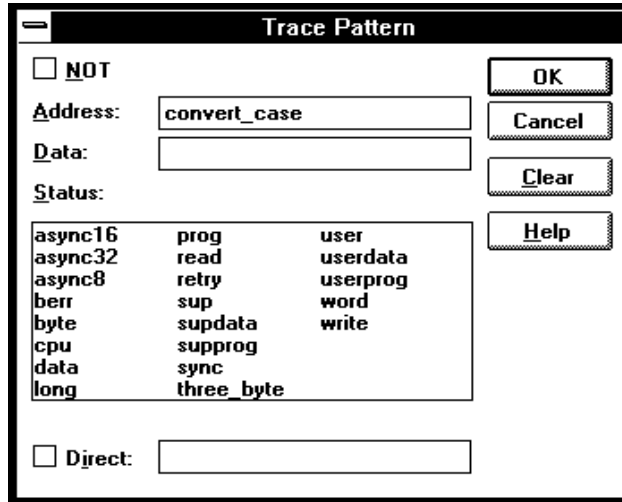 Trace Pattern
NOT
OK
Address: convert_case
Cancel
Data:
Clear
Status:
Help
async16 prog user
async32 read userdata
async8 retry userprog
berr sup word
byte supdata write
cpu supprog
data sync
long three_byte
Direct: